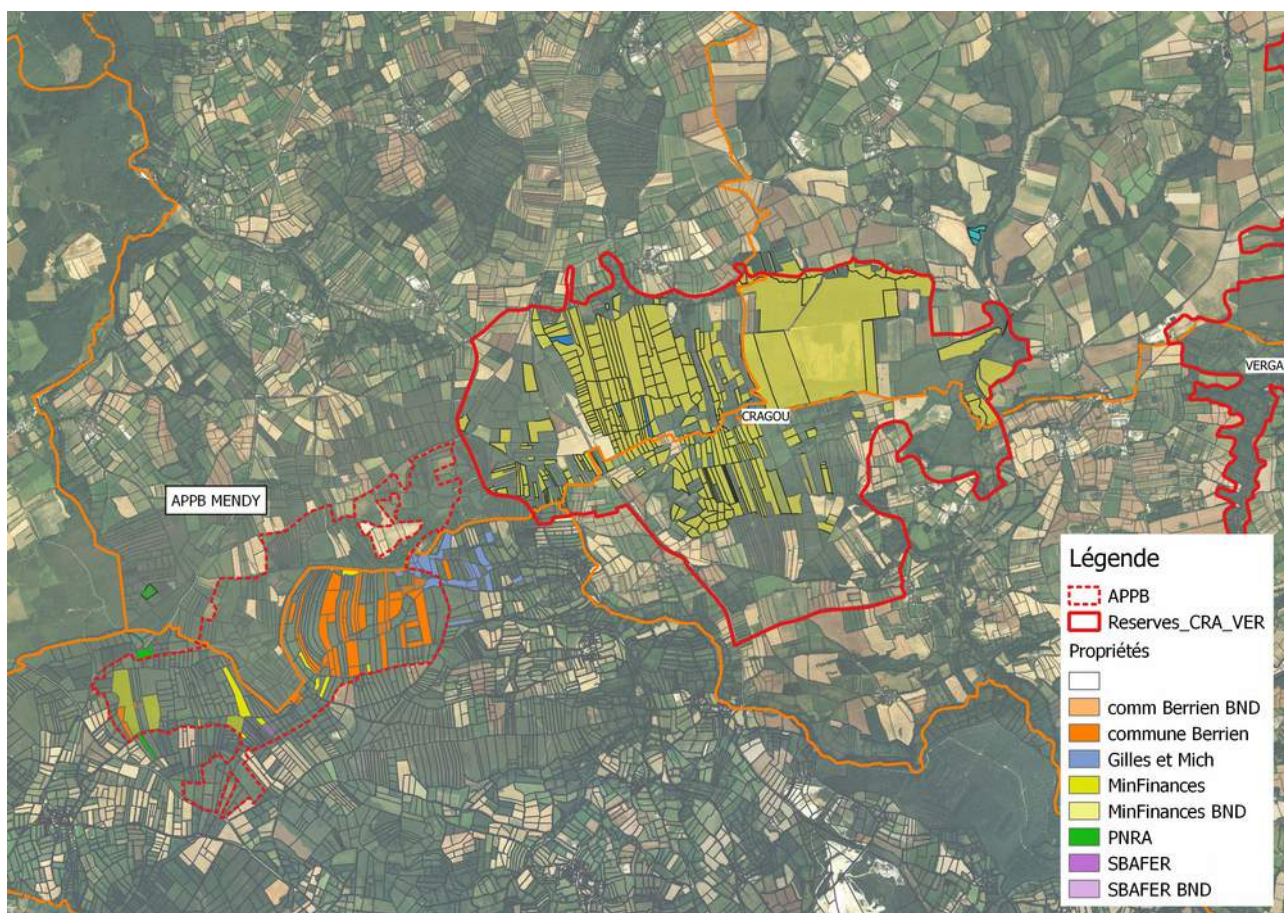 VERGA
CRAGOU
APPB MENDY
Légende
APPB
Reserves_CRA_VER
Propriétés
comm Berrien BND
commune Berrien
Gilles et Mich
MinFinances
MinFinances BND
PNRA
SBAFER
SBAFER BND